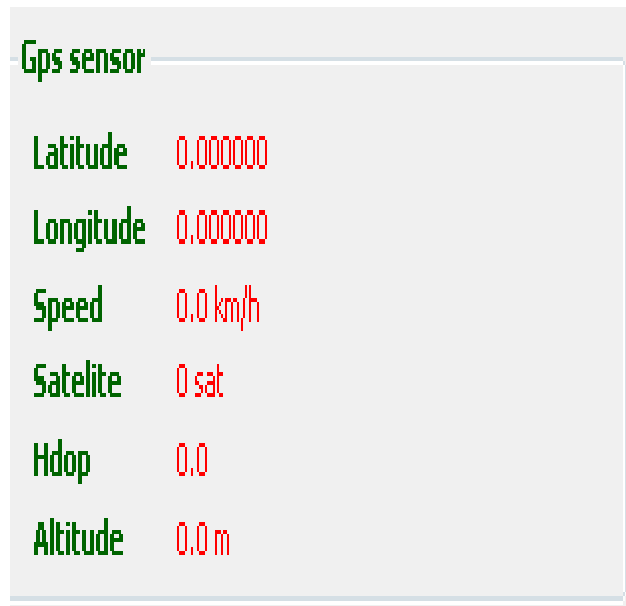 Gps sensor
Latitude 0.000000
Longitude 0.000000
Speed 0.0 km/h
Satelite 0 sat
Hdop 0.0
Altitude 0.0 m